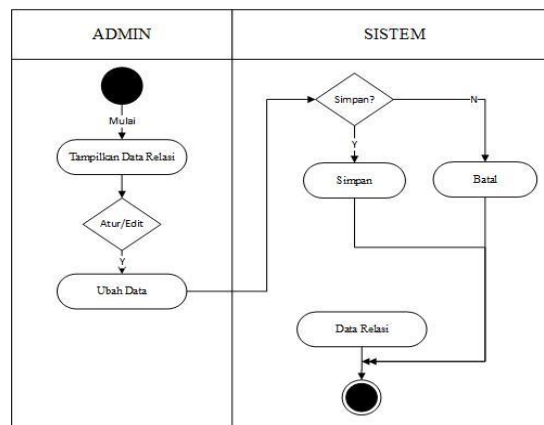 ADMIN
SISTEM
Mulai
Tampilkan Data Relasi
Atur/Edit
Y
Ubah Data
Simpan?
N
Y
Simpan
Batal
Data Relasi